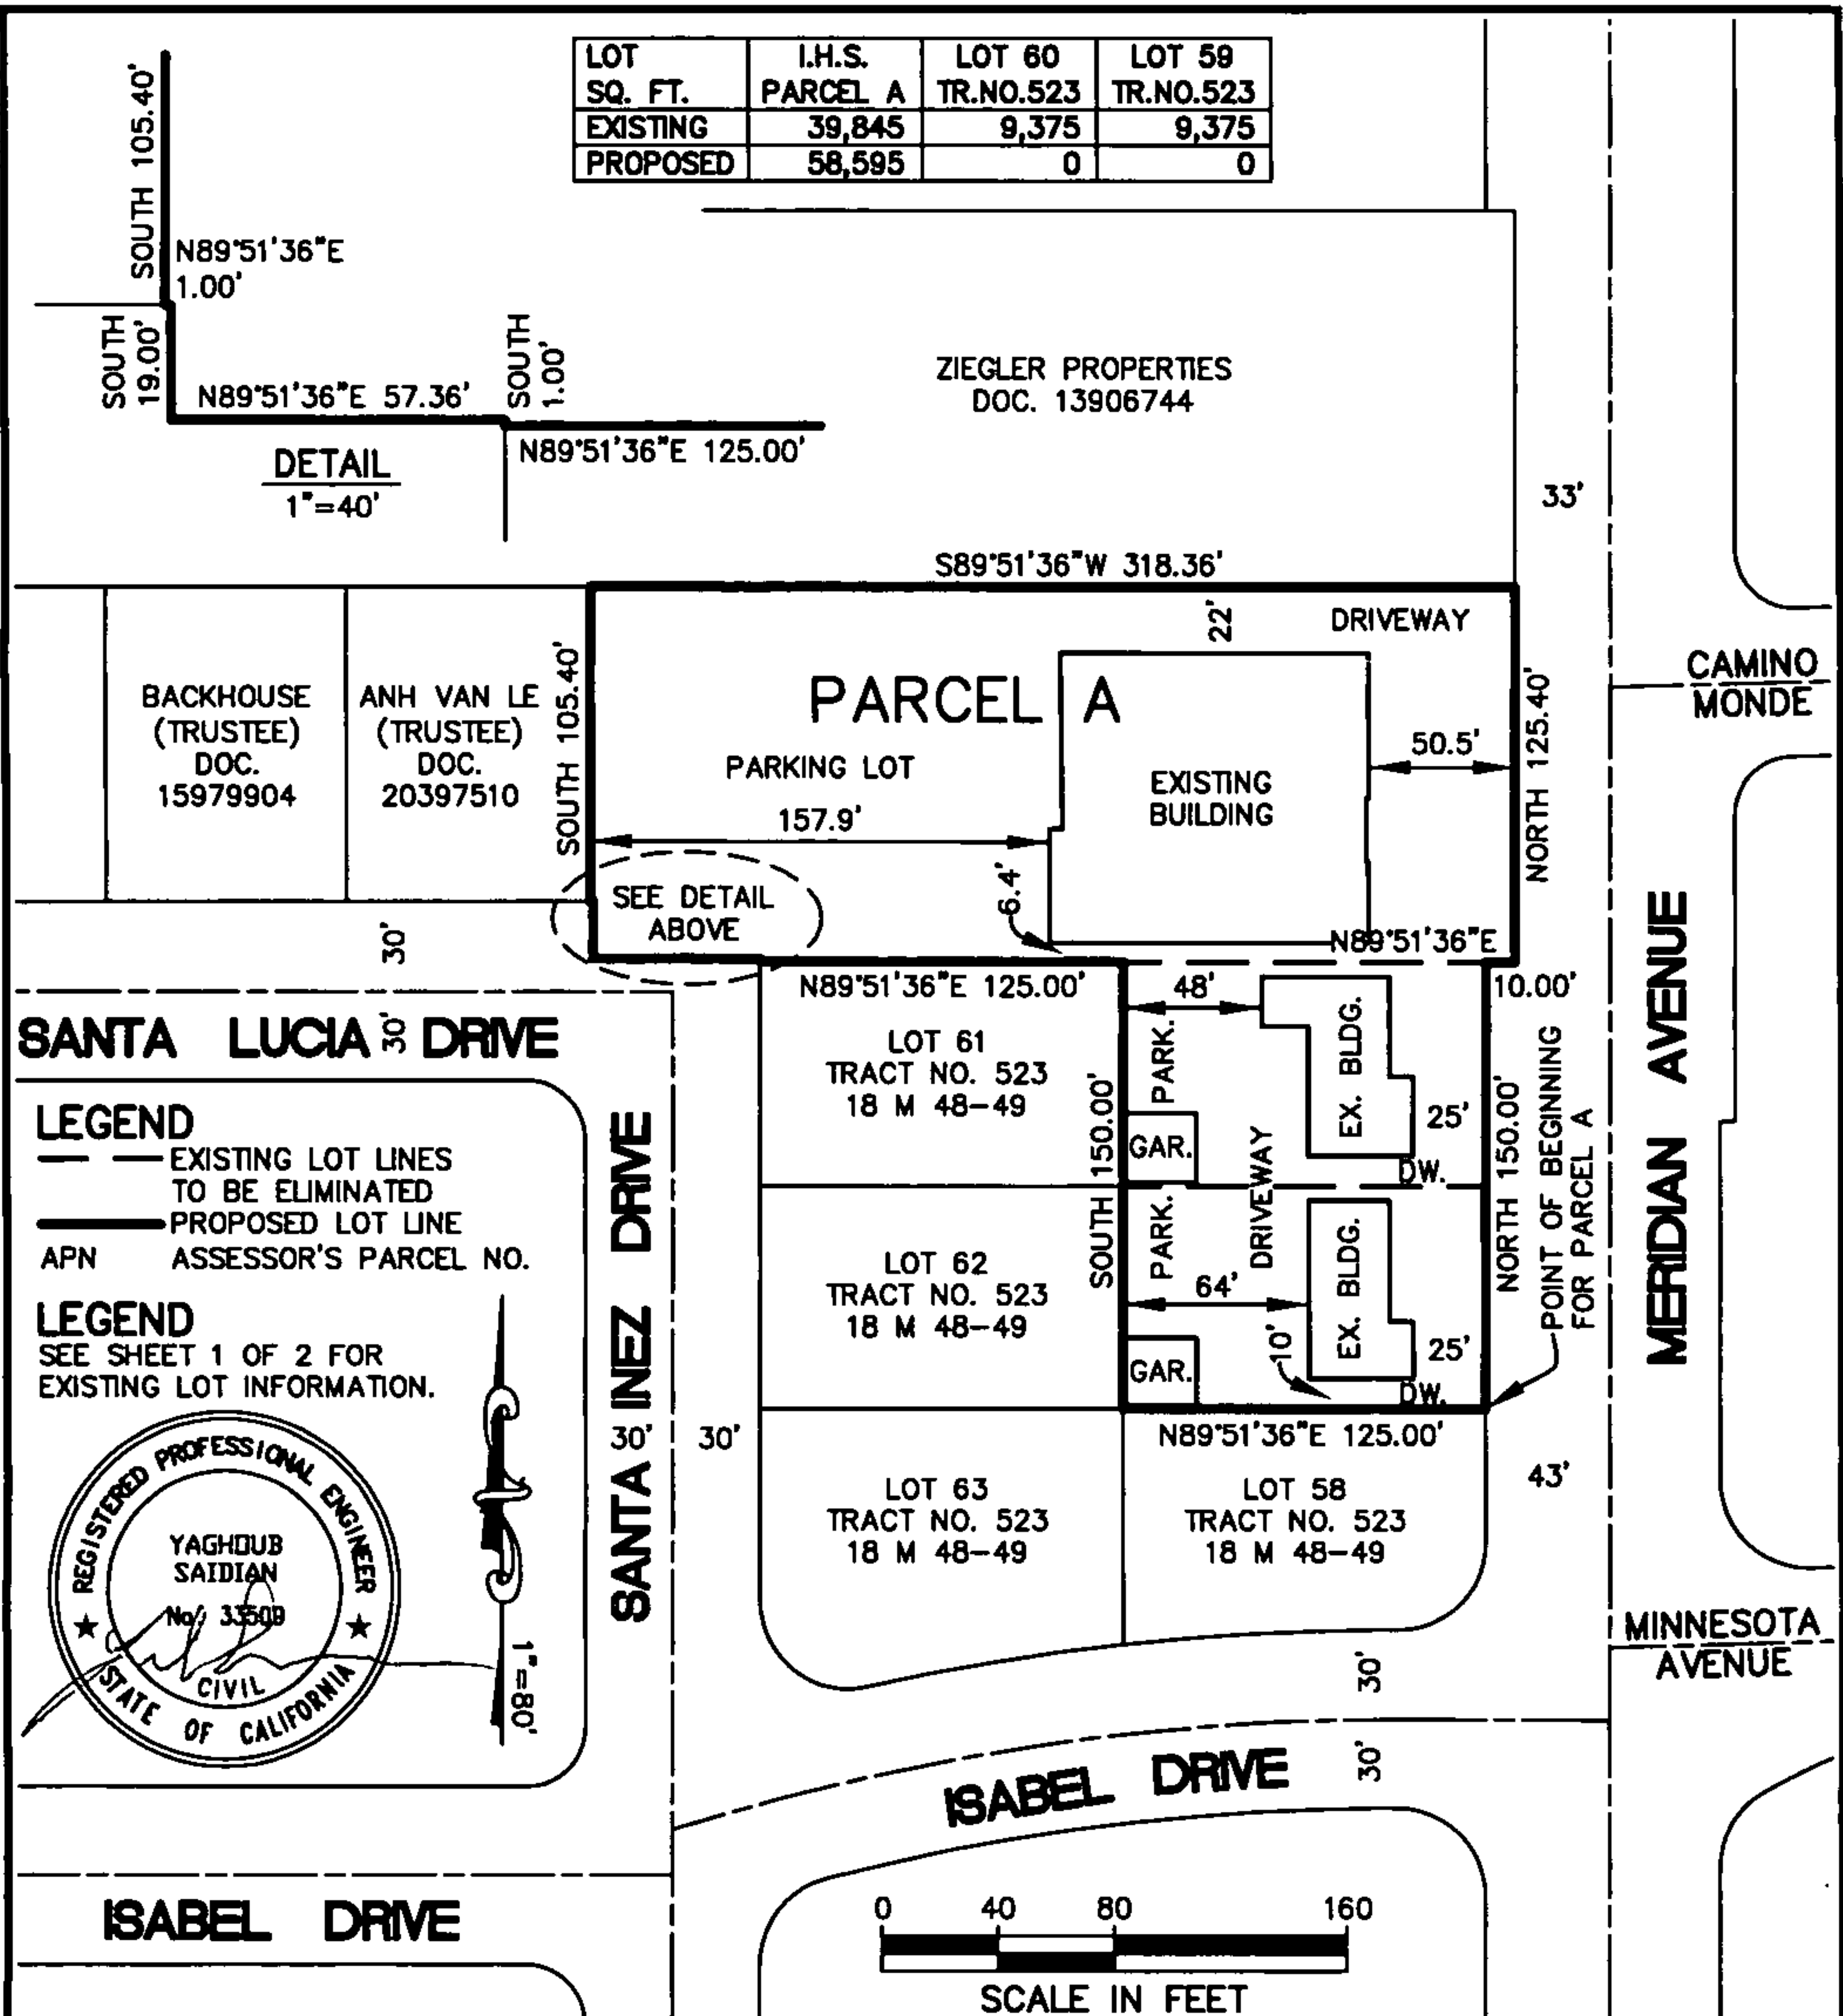 LOT SQ. FT. I.H.S. PARCEL A LOT 60 TR.NO.523 LOT 59 TR.NO.523
EXISTING 39,845 9,375 9,375
PROPOSED 58,595 0 0
SOUTH 105.40'
N89°51'36"E
1.00'
SOUTH
19.00'
N89°51'36"E 57.36'
SOUTH
1.00'
N89°51'36"E 125.00'
DETAIL
1"=40'
ZIEGLER PROPERTIES
DOC. 13906744
33'
S89°51'36"W 318.36'
BACKHOUSE
(TRUSTEE)
DOC.
15979904
ANH VAN LE
(TRUSTEE)
DOC.
20397510
SOUTH 105.40'
22'
DRIVEWAY
PARCEL A
PARKING LOT
157.9'
EXISTING
BUILDING
50.5'
NORTH 125.40'
CAMINO
MONDE
SEE DETAIL
ABOVE
6.4'
N89°51'36"E
10.00'
30'
N89°51'36"E 125.00'
48'
SANTA LUCIA DRIVE
30'
LOT 61
TRACT NO. 523
18 M 48-49
SOUTH 150.00'
PARK.
GAR.
EX. BLDG.
25'
DW.
DRIVEWAY
NORTH 150.00'
POINT OF BEGINNING
FOR PARCEL A
MERIDIAN AVENUE
LEGEND
EXISTING LOT LINES
TO BE ELIMINATED
PROPOSED LOT LINE
APN ASSESSOR'S PARCEL NO.
LEGEND
SEE SHEET 1 OF 2 FOR
EXISTING LOT INFORMATION.
SANTA INEZ DRIVE
30' 30'
LOT 62
TRACT NO. 523
18 M 48-49
PARK.
64'
GAR.
10'
EX. BLDG.
25'
DW.
N89°51'36"E 125.00'
43'
LOT 63
TRACT NO. 523
18 M 48-49
LOT 58
TRACT NO. 523
18 M 48-49
REGISTERED PROFESSIONAL ENGINEER
YAGHOUB
SAIDIAN
No.
CIVIL
STATE OF CALIFORNIA
1"=80'
MINNESOTA
AVENUE
30'
30'
ISABEL DRIVE
ISABEL DRIVE
0 40 80 160
SCALE IN FEET